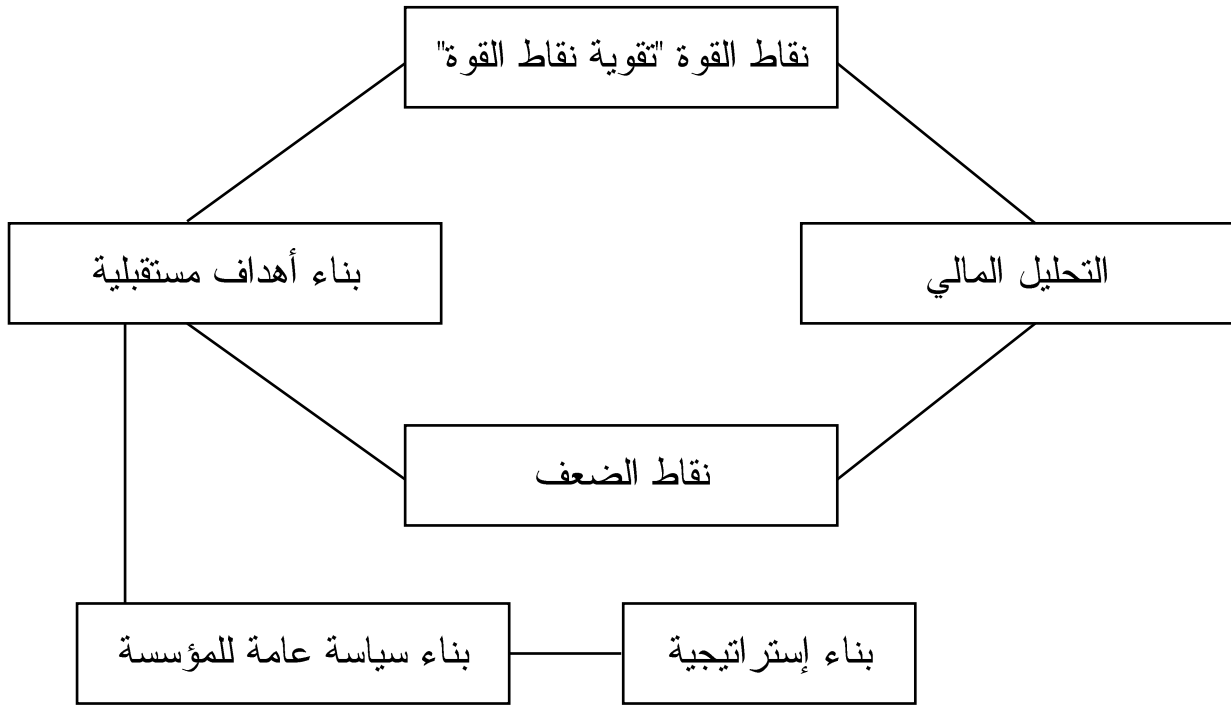 نقاط القوة "تقوية نقاط القوة"
التحليل المالي
بناء أهداف مستقبلية
نقاط الضعف
بناء سياسة عامة للمؤسسة
بناء إستراتيجية